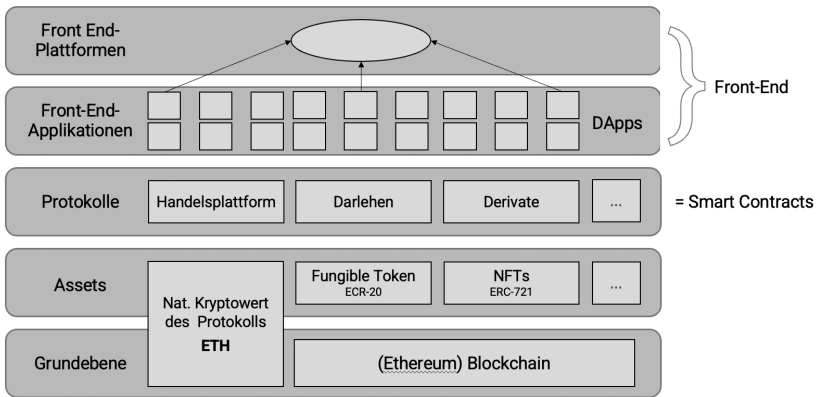 Front End-
Plattformen
Front-End-
Applikationen
DApps
Front-End
Protokolle
Handelsplattform
Darlehen
Derivate
...
= Smart Contracts
Assets
Nat. Kryptowert
des Protokolls
ETH
Fungible Token
ECR-20
NFTs
ERC-721
...
Grundebene
(Ethereum) Blockchain